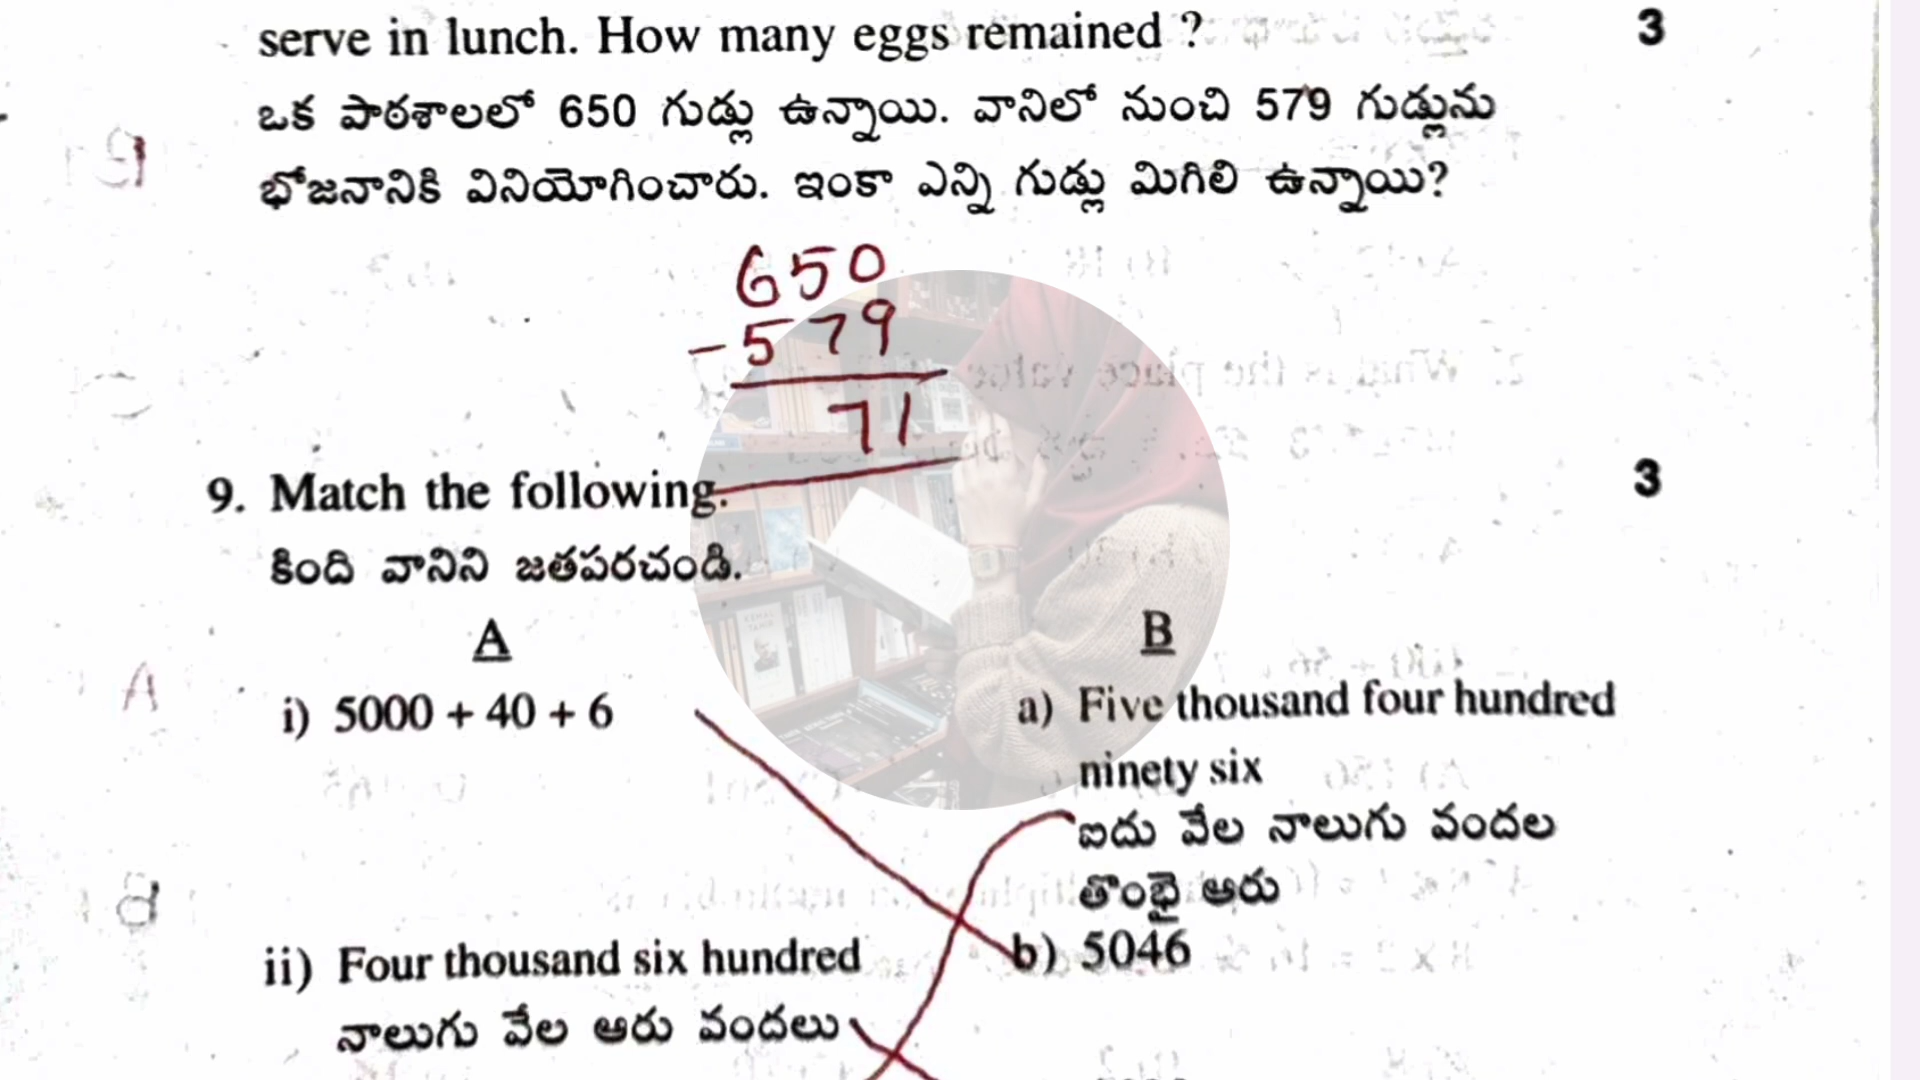 serve in lunch. How many eggs remained ? 3
ఒక పాఠశాలలో 650 గుడ్లు ఉన్నాయి. వానిలో నుంచి 579 గుడ్లును
భోజనానికి వినియోగించారు. ఇంకా ఎన్ని గుడ్లు మిగిలి ఉన్నాయి?
650
- 579
71
9. Match the following. 3
కింది వానిని జతపరచండి.
A B
i) 5000 + 40 + 6 a) Five thousand four hundred
ninety six
ఐదు వేల నాలుగు వందల
తొంభై ఆరు
ii) Four thousand six hundred b) 5046
నాలుగు వేల ఆరు వందలు